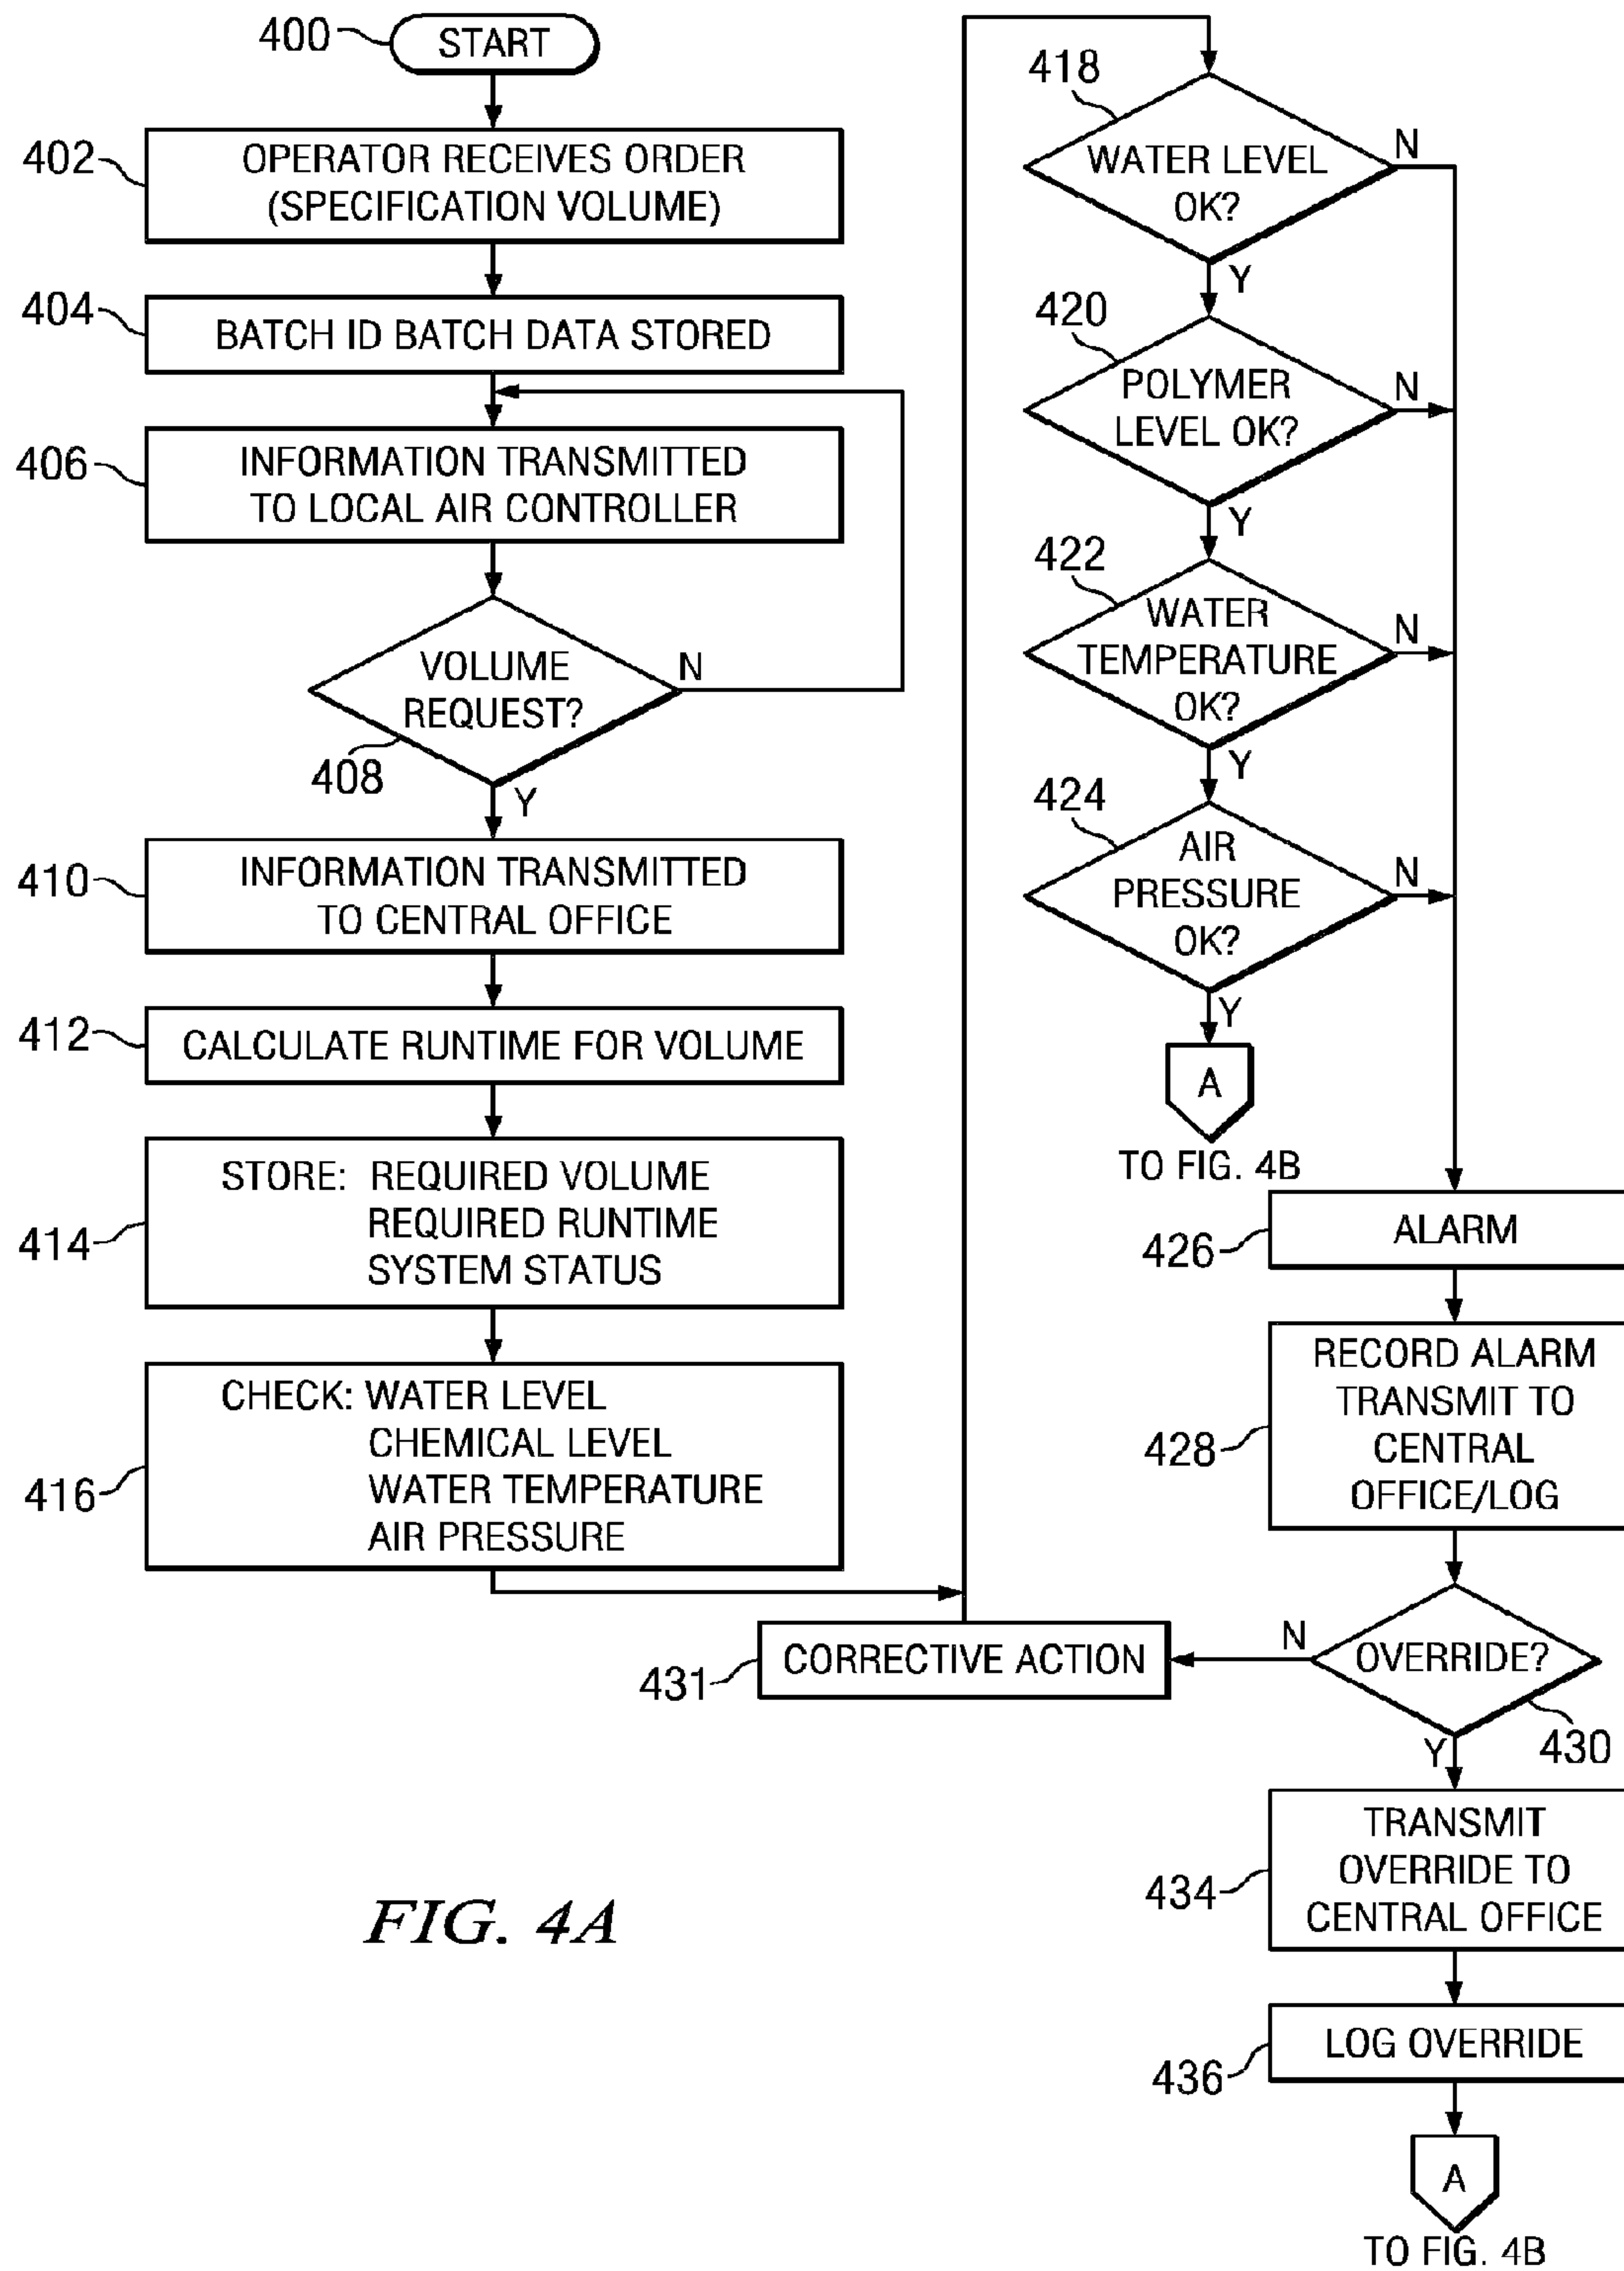 400
START
402
OPERATOR RECEIVES ORDER
(SPECIFICATION VOLUME)
404
BATCH ID BATCH DATA STORED
406
INFORMATION TRANSMITTED
TO LOCAL AIR CONTROLLER
VOLUME
REQUEST?
N
408
Y
410
INFORMATION TRANSMITTED
TO CENTRAL OFFICE
412
CALCULATE RUNTIME FOR VOLUME
414
STORE: REQUIRED VOLUME
REQUIRED RUNTIME
SYSTEM STATUS
416
CHECK: WATER LEVEL
CHEMICAL LEVEL
WATER TEMPERATURE
AIR PRESSURE
418
WATER LEVEL
OK?
N
Y
420
POLYMER
LEVEL OK?
N
Y
422
WATER
TEMPERATURE
OK?
N
Y
424
AIR
PRESSURE
OK?
N
Y
A
TO FIG. 4B
426
ALARM
428
RECORD ALARM
TRANSMIT TO
CENTRAL
OFFICE/LOG
OVERRIDE?
430
N
431
CORRECTIVE ACTION
Y
434
TRANSMIT
OVERRIDE TO
CENTRAL OFFICE
436
LOG OVERRIDE
A
TO FIG. 4B
FIG. 4A